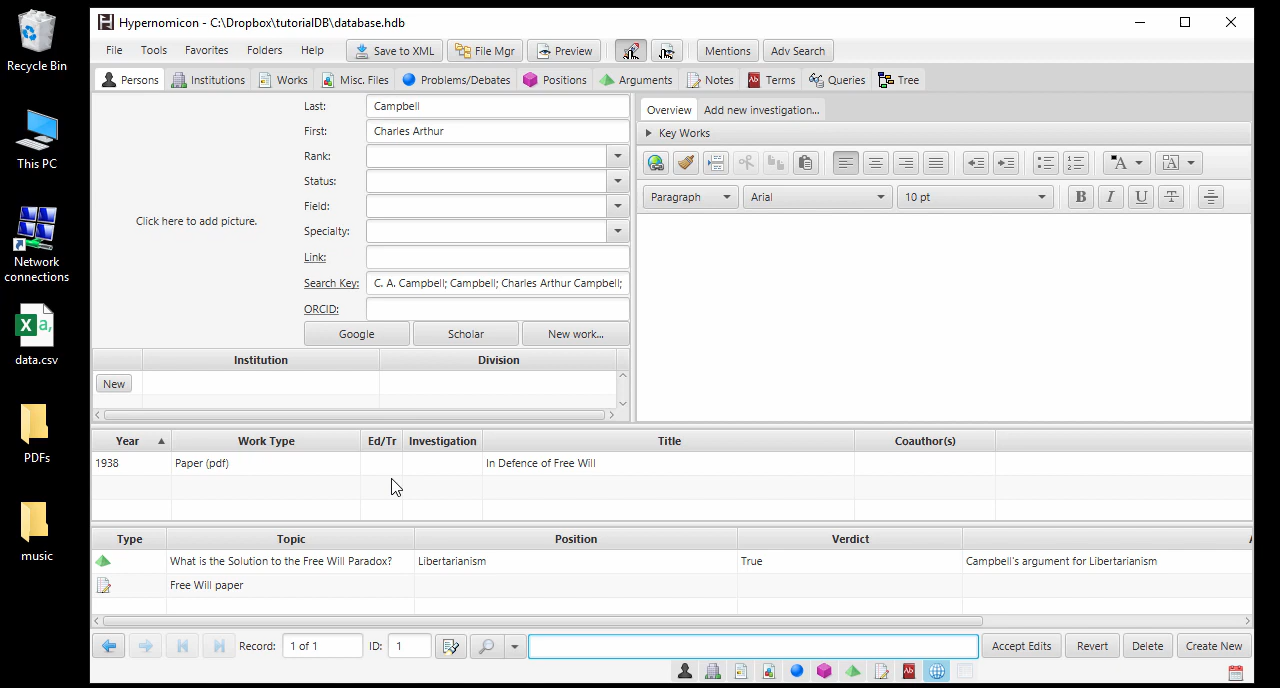 Recycle Bin
This PC
Network connections
data.csv
PDFs
music
Hypernomicon - C:\Dropbox\tutorialDB\database.hdb
File Tools Favorites Folders Help Save to XML File Mgr Preview Mentions Adv Search
Persons Institutions Works Misc. Files Problems/Debates Positions Arguments Notes Terms Queries Tree
Click here to add picture.
Last: Campbell
First: Charles Arthur
Rank:
Status:
Field:
Specialty:
Link:
Search Key: C. A. Campbell; Campbell; Charles Arthur Campbell;
ORCID:
Google Scholar New work...
Institution Division
New
Overview Add new investigation...
Key Works
Paragraph Arial 10 pt B I U T
Year Work Type Ed/Tr Investigation Title Coauthor(s)
1938 Paper (pdf) In Defence of Free Will
Type Topic Position Verdict
What is the Solution to the Free Will Paradox? Libertarianism True Campbell's argument for Libertarianism
Free Will paper
Record: 1 of 1 ID: 1 Accept Edits Revert Delete Create New